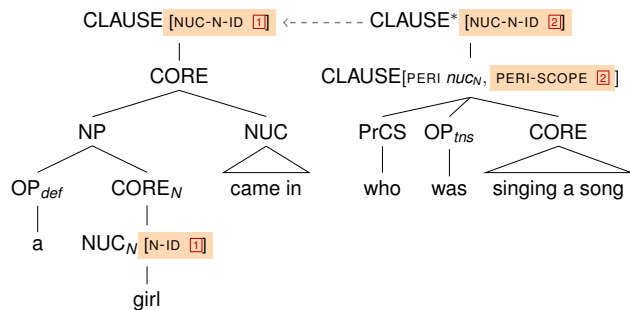 CLAUSE [NUC-N-ID 1] CLAUSE* [NUC-N-ID 2]
CORE CLAUSE[PERI nucN, PERI-SCOPE 2]
NP NUC PrCS OPtns CORE
OPdef COREN came in who was singing a song
a NUCN [N-ID 1]
girl